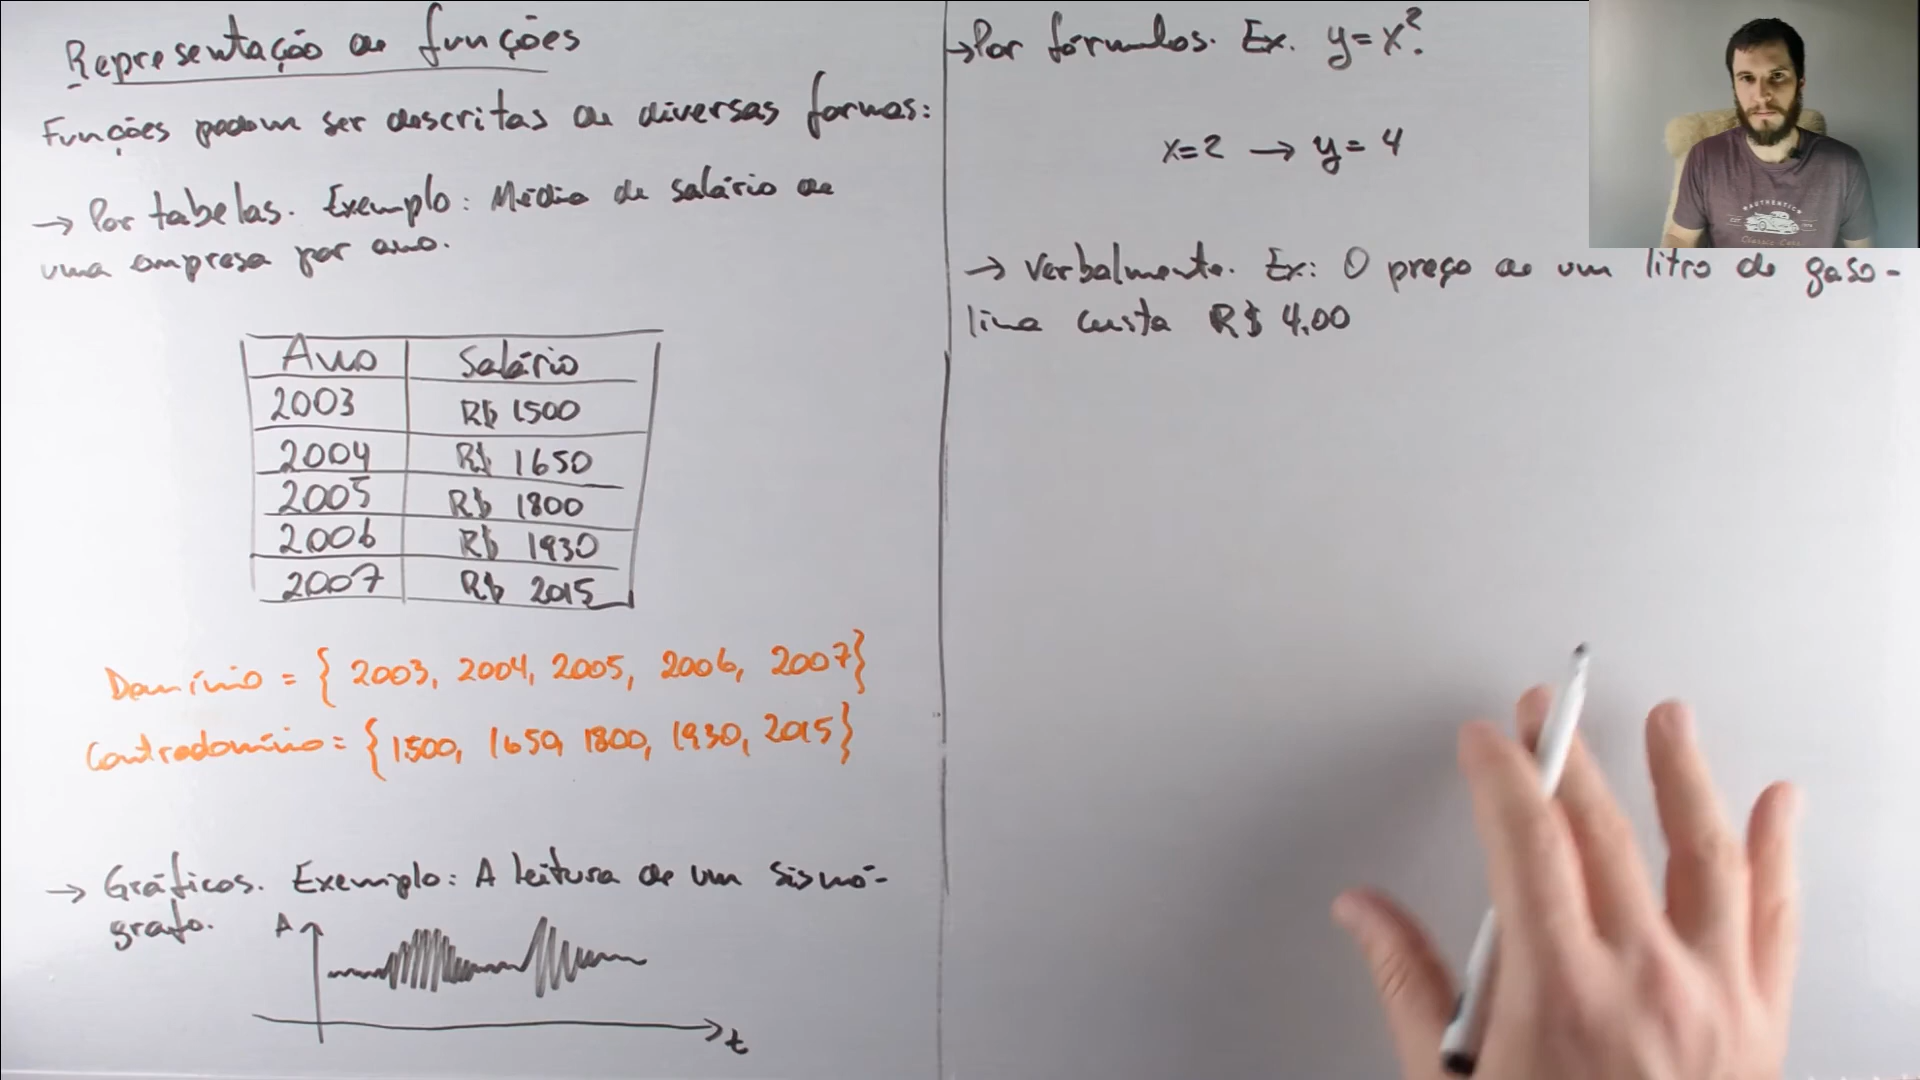 Representação de funções
Funções podem ser descritas de diversas formas:
→ Por tabelas. Exemplo: Média de salário de
uma empresa por ano.
Ano Salário
2003 R$ 1500
2004 R$ 1650
2005 R$ 1800
2006 R$ 1930
2007 R$ 2015
Domínio = { 2003, 2004, 2005, 2006, 2007}
Contradomínio = {1500, 1650, 1800, 1930, 2015}
→ Gráficos. Exemplo: A leitura de um sismó-
grafo.
A
t
→ Por fórmulas. Ex. y=x².
x=2 → y=4
→ Verbalmente. Ex: O preço de um litro de gaso-
lina custa R$ 4.00
AUTHENTIC
Classic Cars